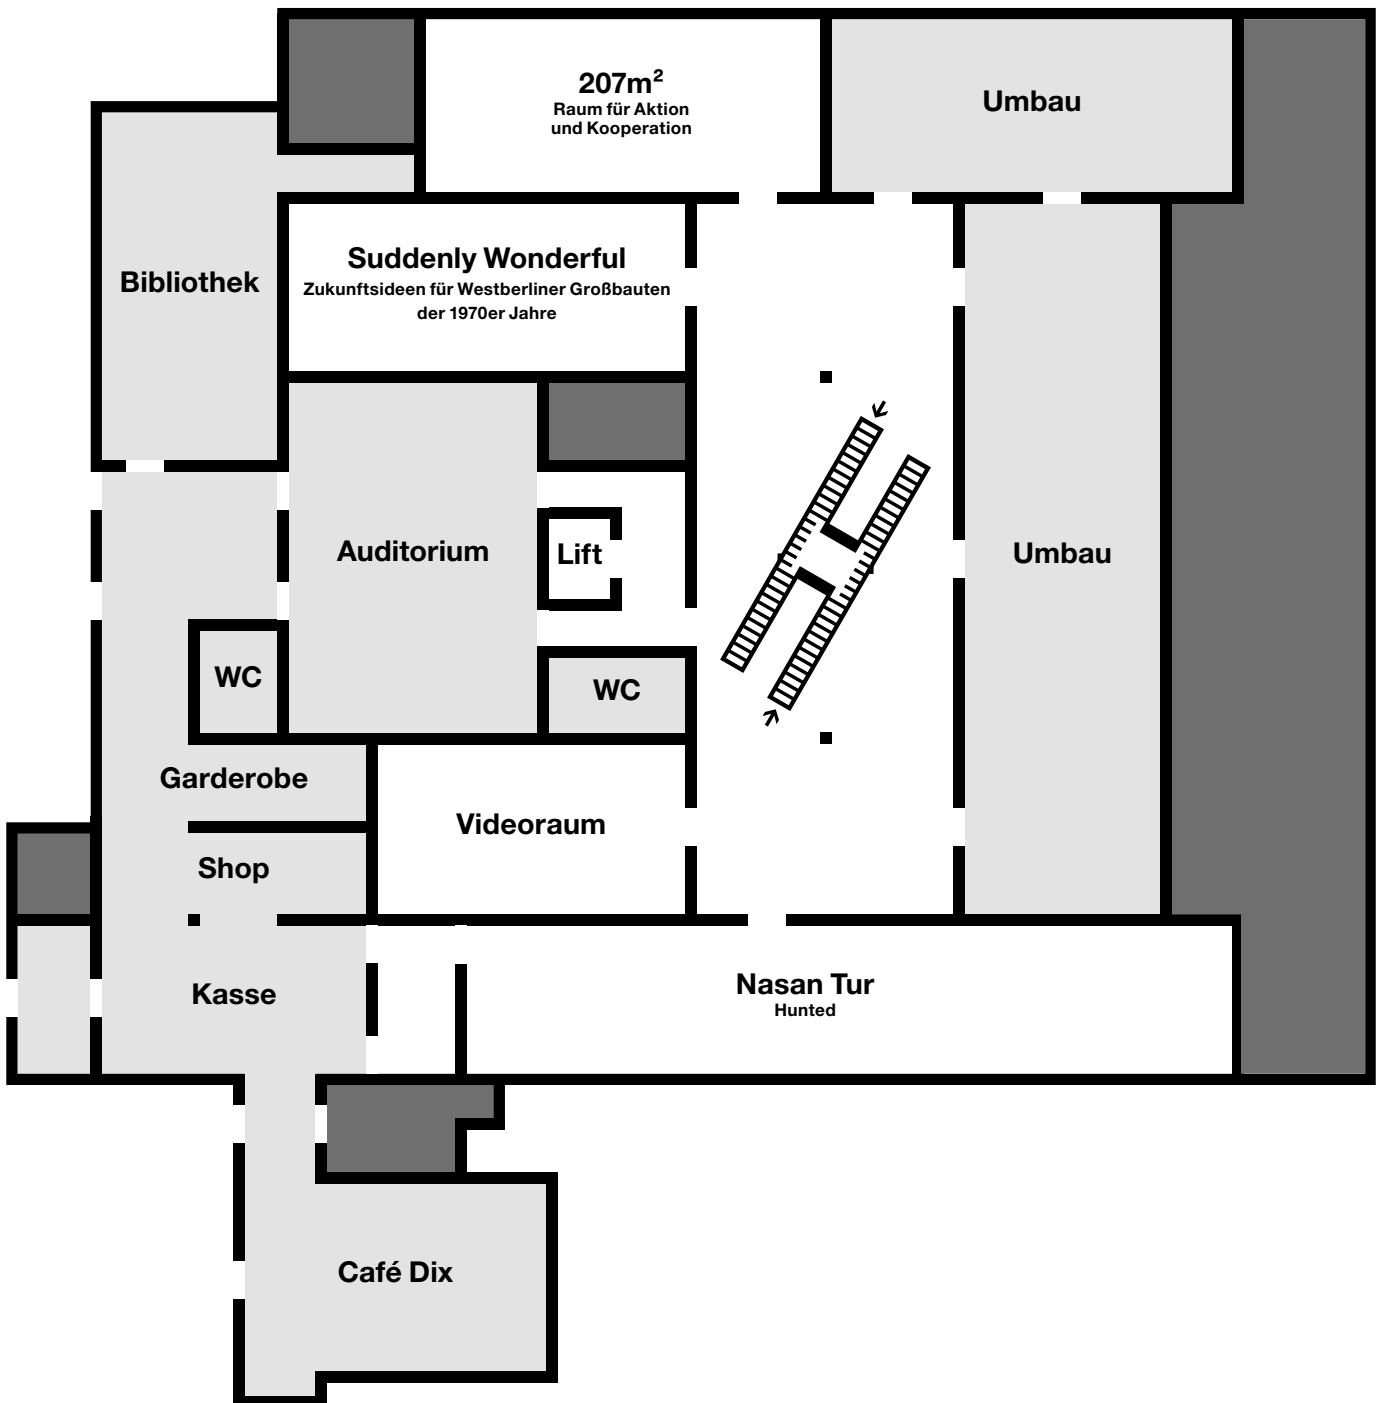 207m²
Raum für Aktion
und Kooperation
Umbau
Suddenly Wonderful
Zukunftsideen für Westberliner Großbauten
der 1970er Jahre
Bibliothek
Auditorium
Lift
Umbau
WC
WC
Garderobe
Videoraum
Shop
Kasse
Nasan Tur
Hunted
Café Dix